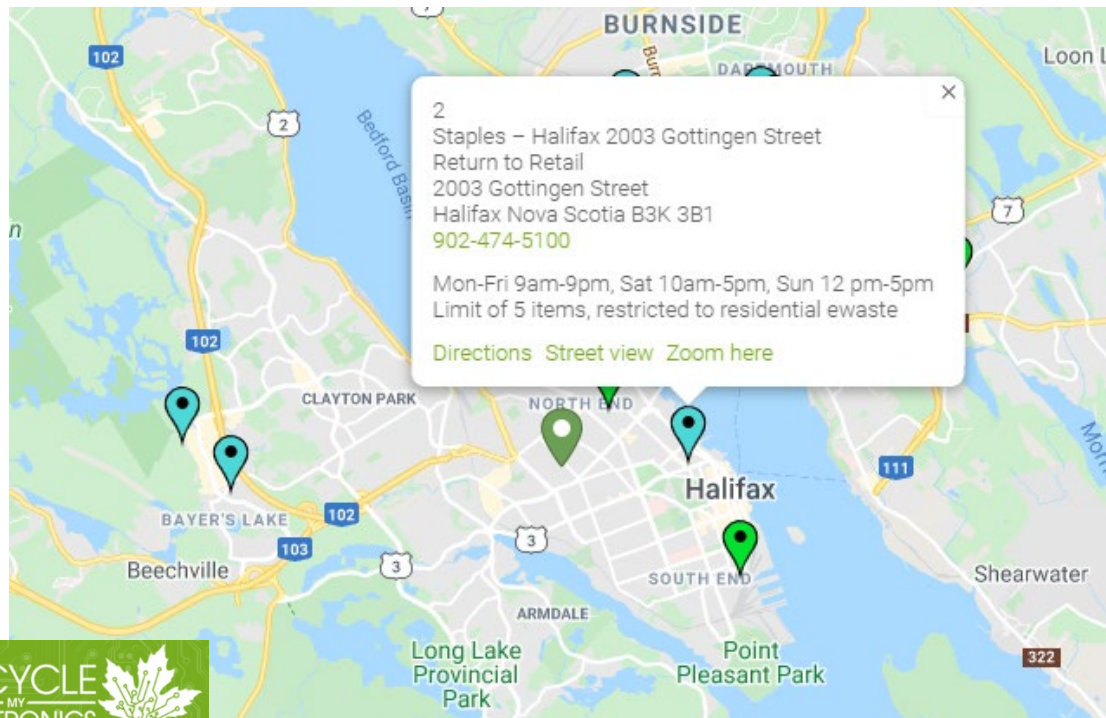 7
BURNSIDE
102
Loon L
DARTMOUTH
2
Bedford Basin
2
Staples – Halifax 2003 Gottingen Street
Return to Retail
2003 Gottingen Street
Halifax Nova Scotia B3K 3B1
902-474-5100
Mon-Fri 9am-9pm, Sat 10am-5pm, Sun 12 pm-5pm
Limit of 5 items, restricted to residential ewaste
Directions Street view Zoom here
7
n
102
CLAYTON PARK
NORTH END
111
Halifax
BAYER'S LAKE
102
103
3
3
Beechville
SOUTH END
Shearwater
ARMDALE
Long Lake
Provincial
Park
Point
Pleasant Park
322
CYCLE
MY
TRONICS